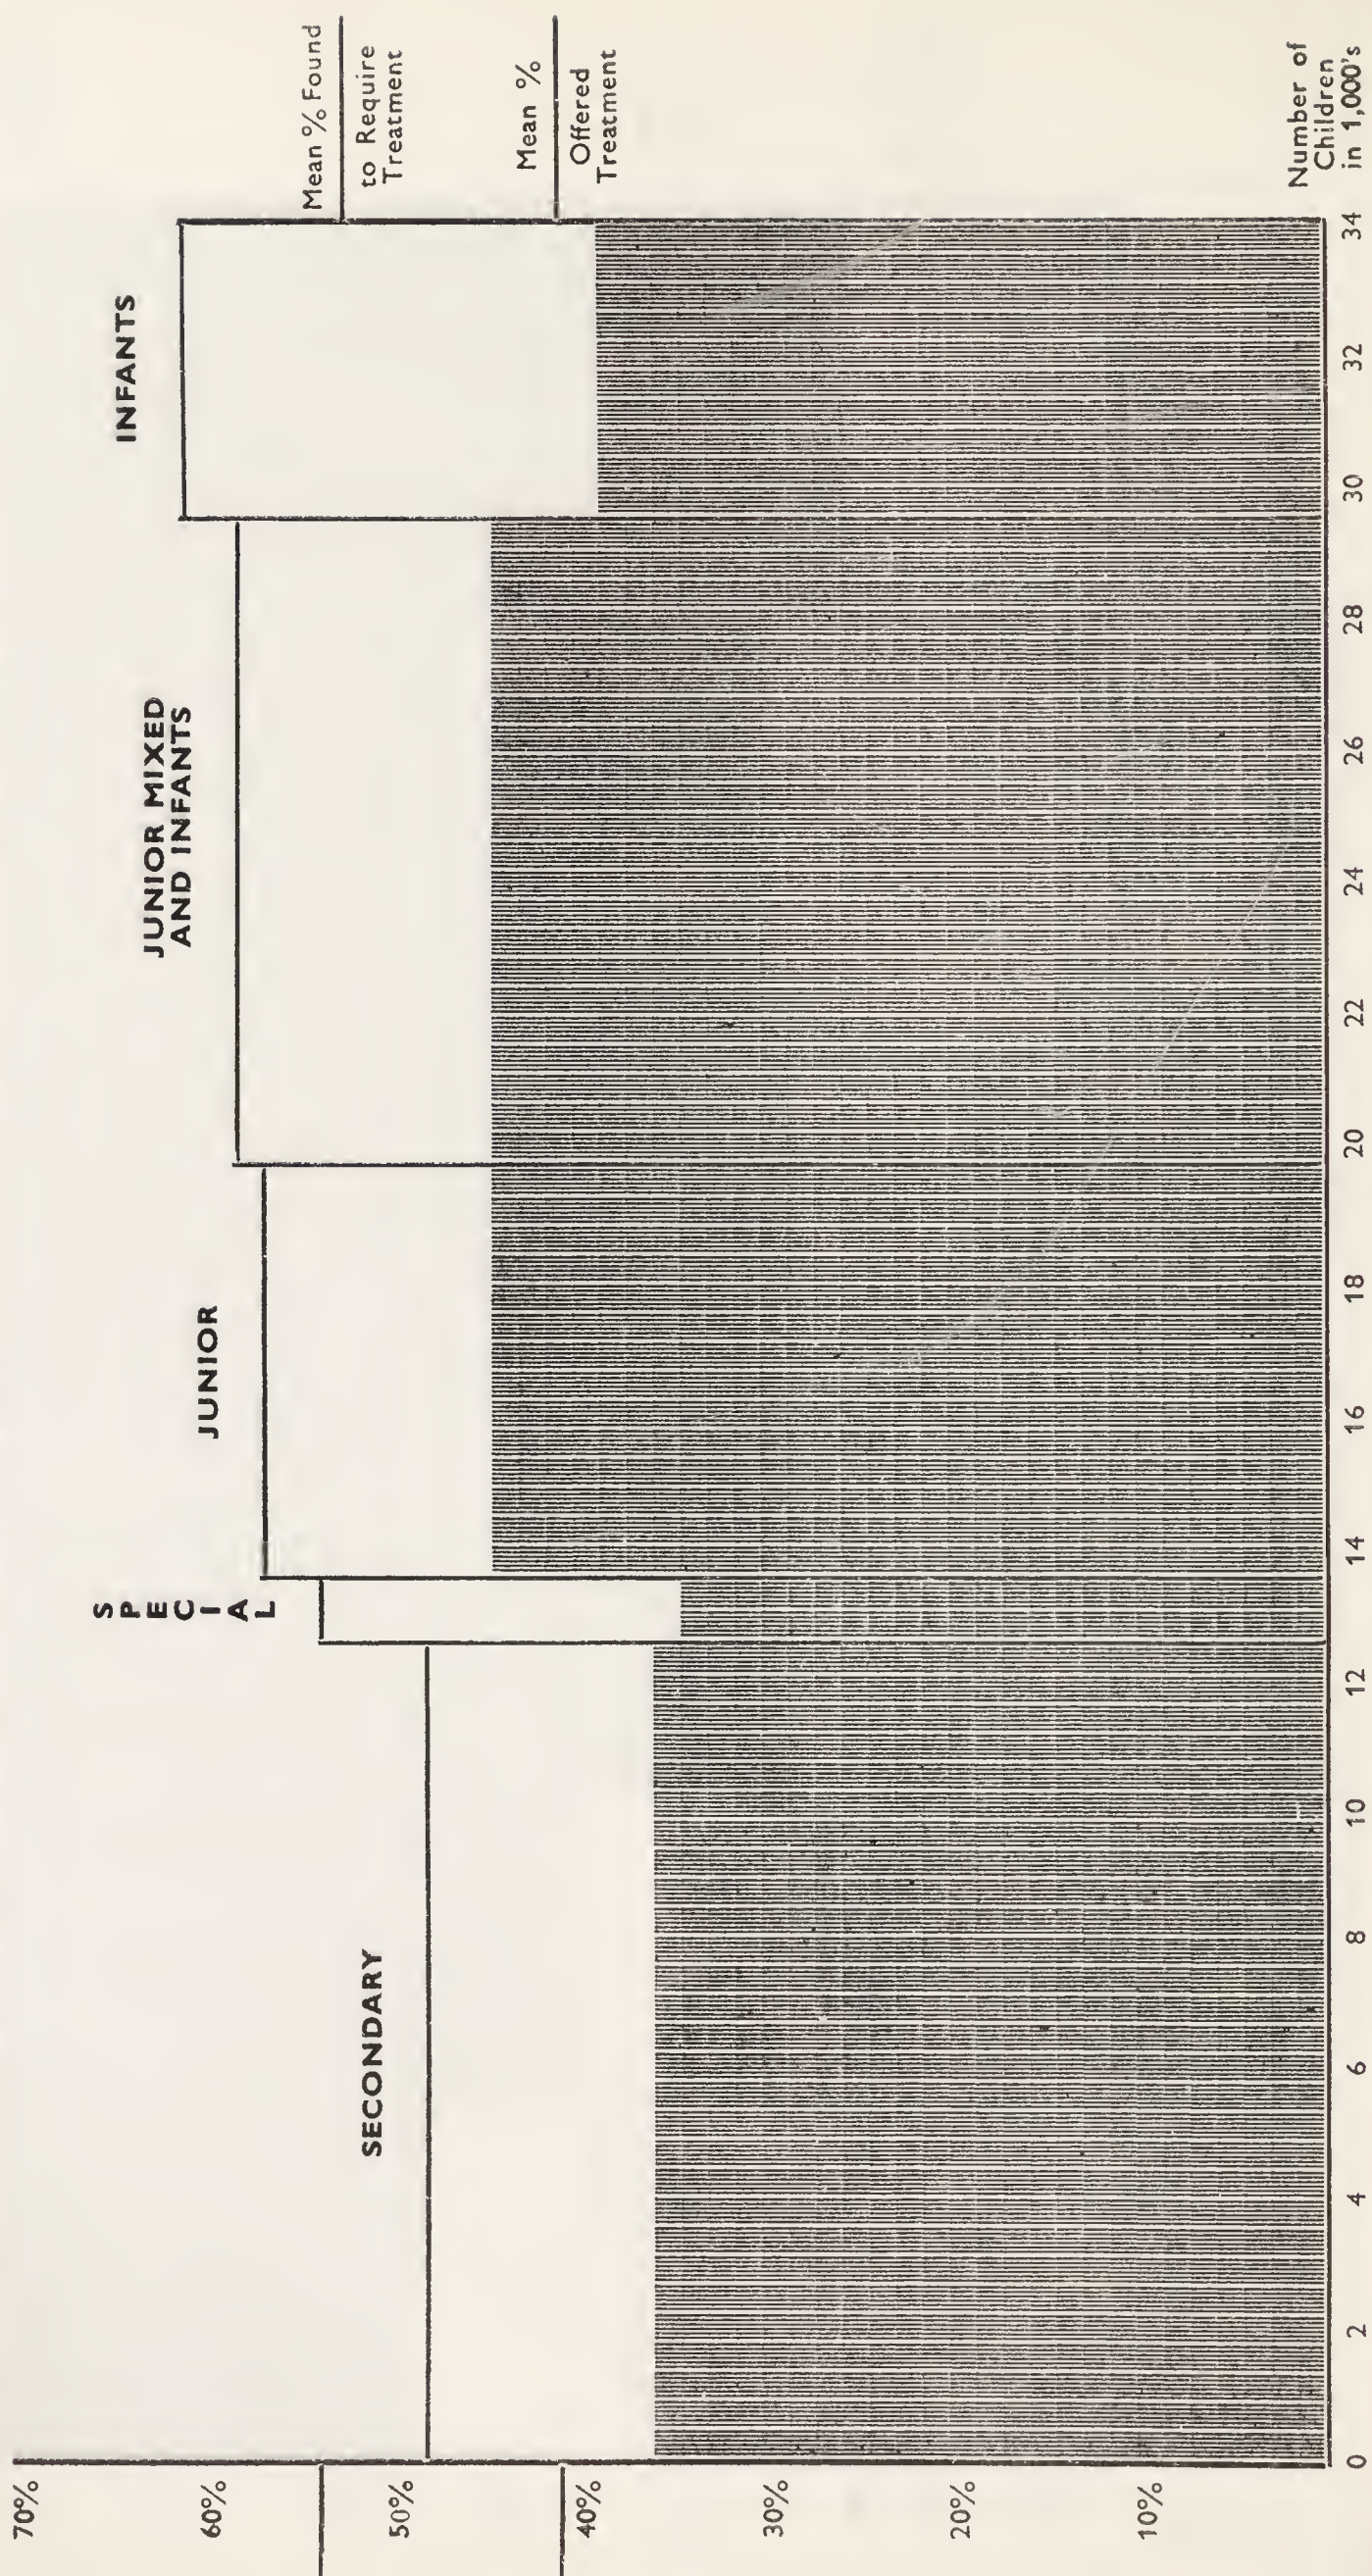 70%
60%
50%
40%
30%
20%
10%
SECONDARY
SPECIAL
JUNIOR
JUNIOR MIXED
AND INFANTS
INFANTS
Mean % Found
to Require
Treatment
Mean %
Offered
Treatment
0 2 4 6 8 10 12 14 16 18 20 22 24 26 28 30 32 34
Number of
Children
in 1,000's